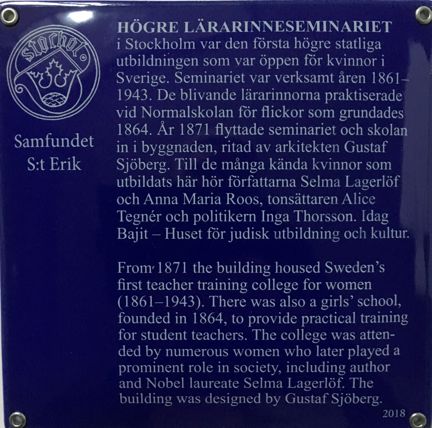 HÖGRE LÄRARINNESEMINARIET
i Stockholm var den första högre statliga
utbildningen som var öppen för kvinnor i
Sverige. Seminariet var verksamt åren 1861–
1943. De blivande lärarinnorna praktiserade
vid Normalskolan för flickor som grundades
1864. År 1871 flyttade seminariet och skolan
in i byggnaden, ritad av arkitekten Gustaf
Sjöberg. Till de många kända kvinnor som
utbildats här hör författarna Selma Lagerlöf
och Anna Maria Roos, tonsättaren Alice
Tegnér och politikern Inga Thorsson. Idag
Bajit – Huset för judisk utbildning och kultur.
From 1871 the building housed Sweden's
first teacher training college for women
(1861–1943). There was also a girls' school,
founded in 1864, to provide practical training
for student teachers. The college was atten-
ded by numerous women who later played a
prominent role in society, including author
and Nobel laureate Selma Lagerlöf. The
building was designed by Gustaf Sjöberg.
2018
Samfundet
S:t Erik